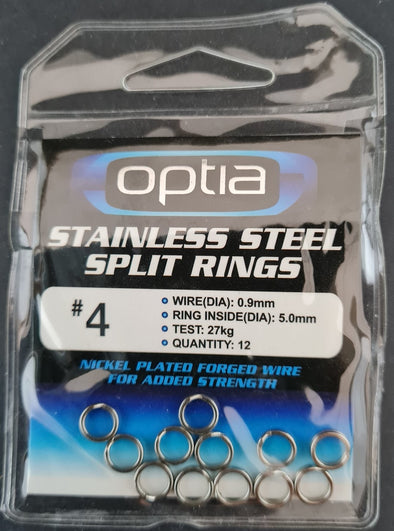 optia
STAINLESS STEEL
SPLIT RINGS
#4
• WIRE(DIA): 0.9mm
• RING INSIDE(DIA): 5.0mm
• TEST: 27kg
• QUANTITY: 12
NICKEL PLATED FORGED WIRE
FOR ADDED STRENGTH